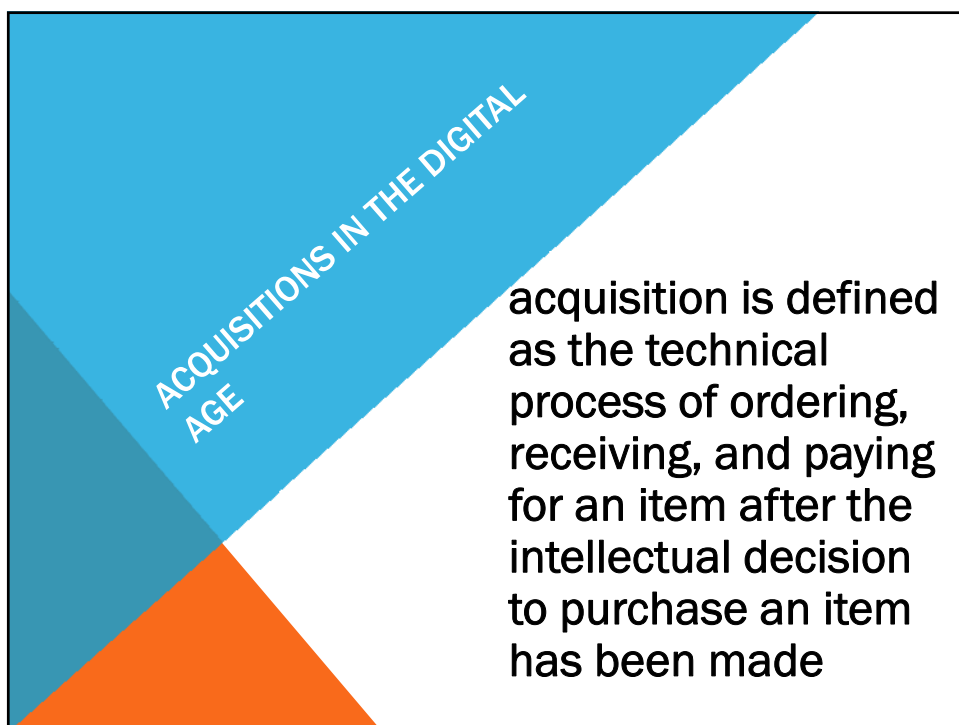 ACQUISITIONS IN THE DIGITAL
AGE
acquisition is defined
as the technical
process of ordering,
receiving, and paying
for an item after the
intellectual decision
to purchase an item
has been made